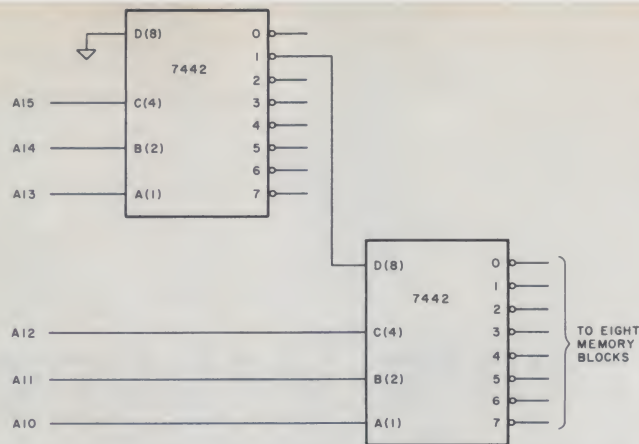 D(8)
0
1
7442
2
A15
C(4)
3
4
A14
B(2)
5
6
A13
A(1)
7
D(8)
0
7442
1
2
A12
C(4)
3
TO EIGHT
MEMORY
BLOCKS
4
A11
B(2)
5
6
A10
A(1)
7